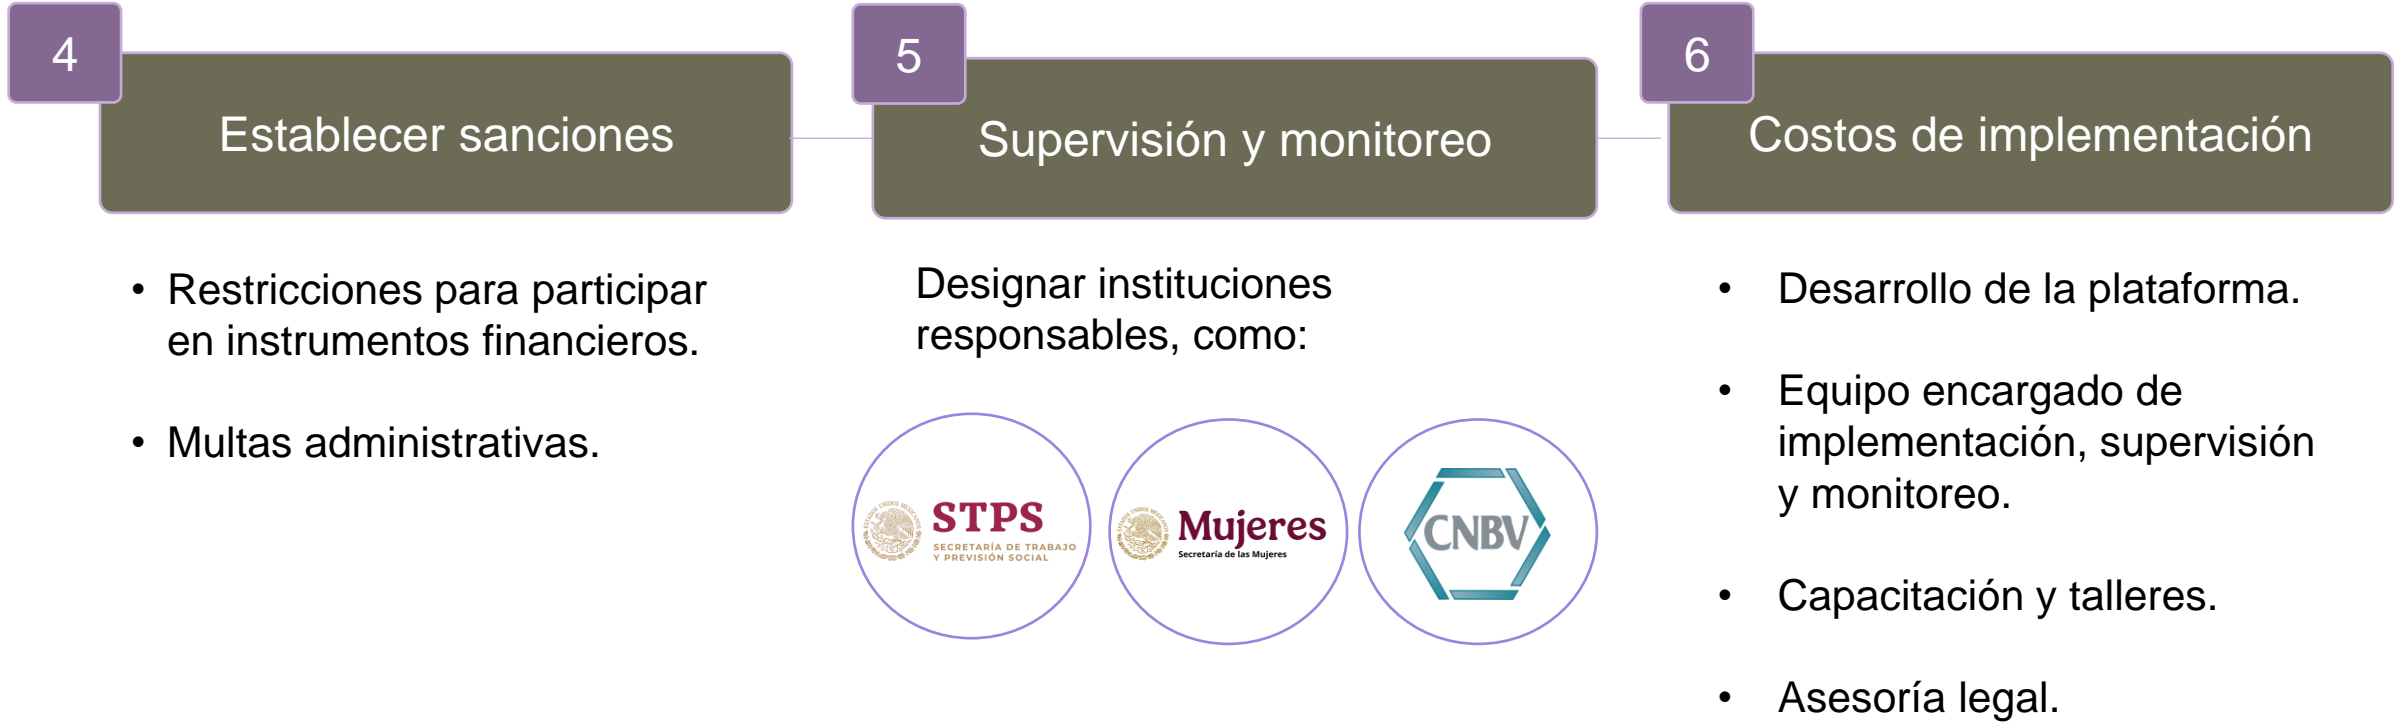 4
Establecer sanciones
• Restricciones para participar
en instrumentos financieros.
• Multas administrativas.
5
Supervisión y monitoreo
Designar instituciones
responsables, como:
STPS
SECRETARÍA DE TRABAJO
Y PREVISIÓN SOCIAL
Mujeres
Secretaría de las Mujeres
CNBV
6
Costos de implementación
• Desarrollo de la plataforma.
• Equipo encargado de
implementación, supervisión
y monitoreo.
• Capacitación y talleres.
• Asesoría legal.